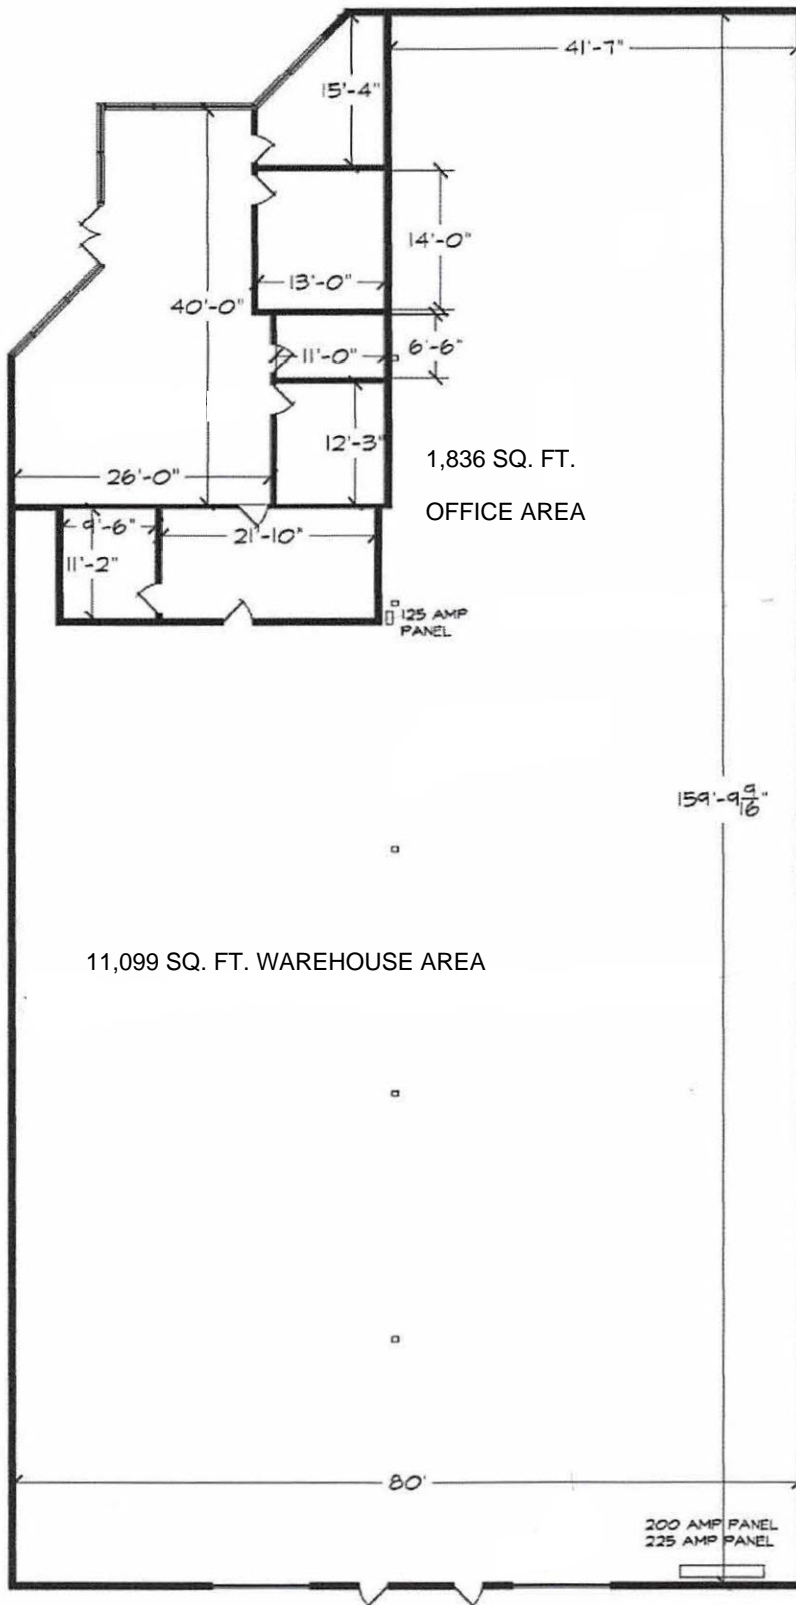 41'-7"
15'-4"
14'-0"
13'-0"
40'-0"
11'-0"
6'-6"
12'-3"
1,836 SQ. FT.
26'-0"
OFFICE AREA
9'-6"
21'-10"
11'-2"
125 AMP
PANEL
159'-9 9/16"
11,099 SQ. FT. WAREHOUSE AREA
80'
200 AMP PANEL
225 AMP PANEL